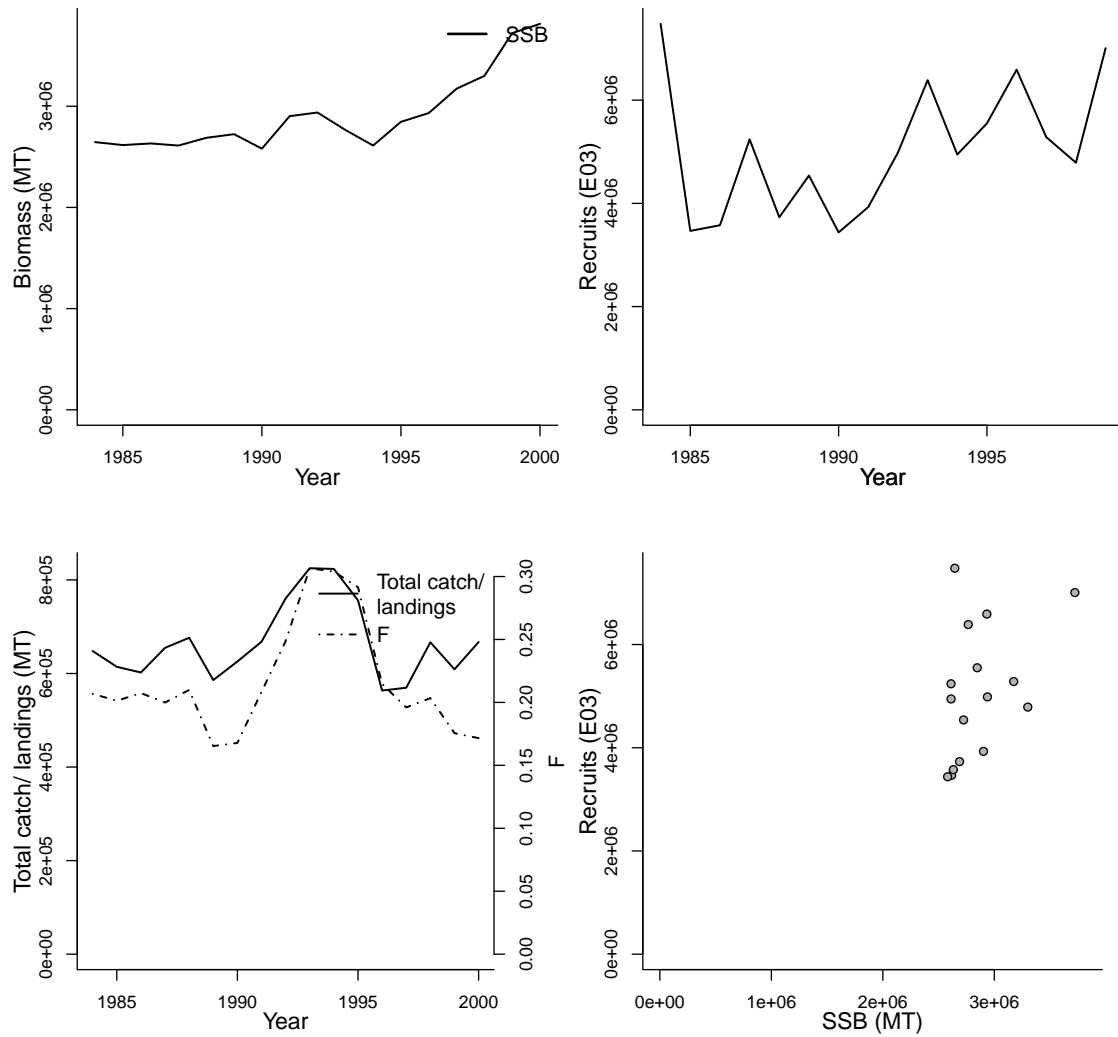 SSB
Biomass (MT)
0e+00
1e+06
2e+06
3e+06
1985
1990
1995
2000
Year
Recruits (E03)
0e+00
2e+06
4e+06
6e+06
1985
1990
1995
Year
Total catch/ landings (MT)
0e+00
2e+05
4e+05
6e+05
8e+05
Total catch/
landings
F
0.00
0.05
0.10
0.15
0.20
0.25
0.30
F
1985
1990
1995
2000
Year
Recruits (E03)
0e+00
2e+06
4e+06
6e+06
0e+00
1e+06
2e+06
3e+06
SSB (MT)